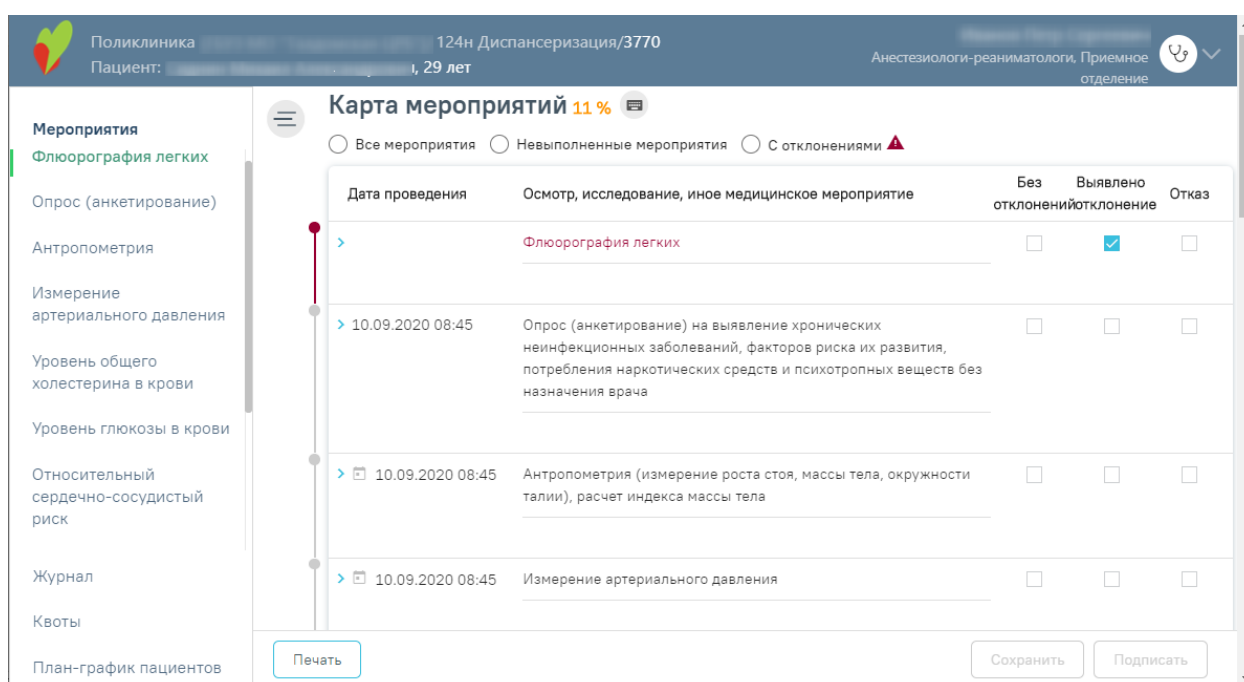 Поликлиника 124н Диспансеризация/3770
Пациент: , 29 лет
Анестезиологи-реаниматологи, Приемное
отделение
Мероприятия
Флюорография легких
Опрос (анкетирование)
Антропометрия
Измерение
артериального давления
Уровень общего
холестерина в крови
Уровень глюкозы в крови
Относительный
сердечно-сосудистый
риск
Журнал
Квоты
План-график пациентов
Карта мероприятий 11 %
Все мероприятия Невыполненные мероприятия С отклонениями
Дата проведения Осмотр, исследование, иное медицинское мероприятие Без Выявлено Отказ
отклонений отклонение
Флюорография легких
10.09.2020 08:45 Опрос (анкетирование) на выявление хронических
неинфекционных заболеваний, факторов риска их развития,
потребления наркотических средств и психотропных веществ без
назначения врача
10.09.2020 08:45 Антропометрия (измерение роста стоя, массы тела, окружности
талии), расчет индекса массы тела
10.09.2020 08:45 Измерение артериального давления
Печать Сохранить Подписать